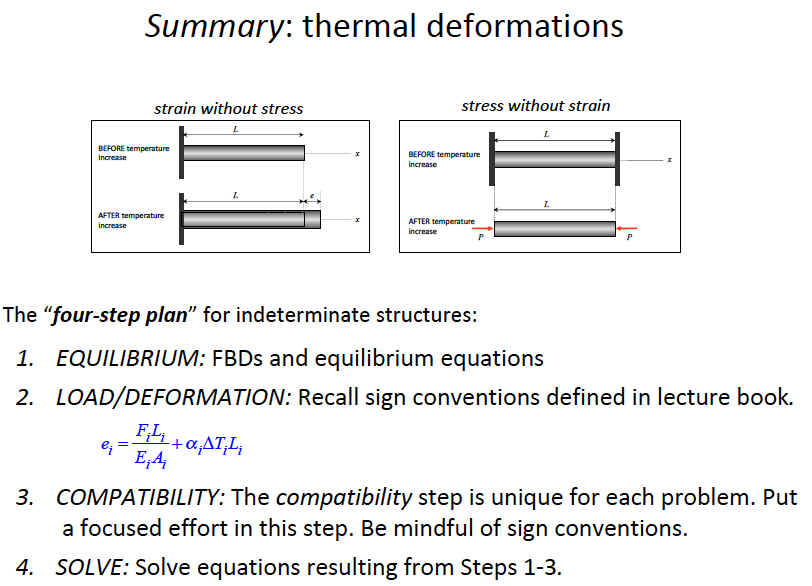 Summary: thermal deformations
strain without stress
stress without strain
L
BEFORE temperature
increase
x
L
e
AFTER temperature
increase
x
L
BEFORE temperature
increase
x
L
AFTER temperature
increase
P
P
The “four-step plan” for indeterminate structures:
1. EQUILIBRIUM: FBDs and equilibrium equations
2. LOAD/DEFORMATION: Recall sign conventions defined in lecture book.
e_i = F_iL_i / E_iA_i + α_iΔT_iL_i
3. COMPATIBILITY: The compatibility step is unique for each problem. Put
a focused effort in this step. Be mindful of sign conventions.
4. SOLVE: Solve equations resulting from Steps 1-3.